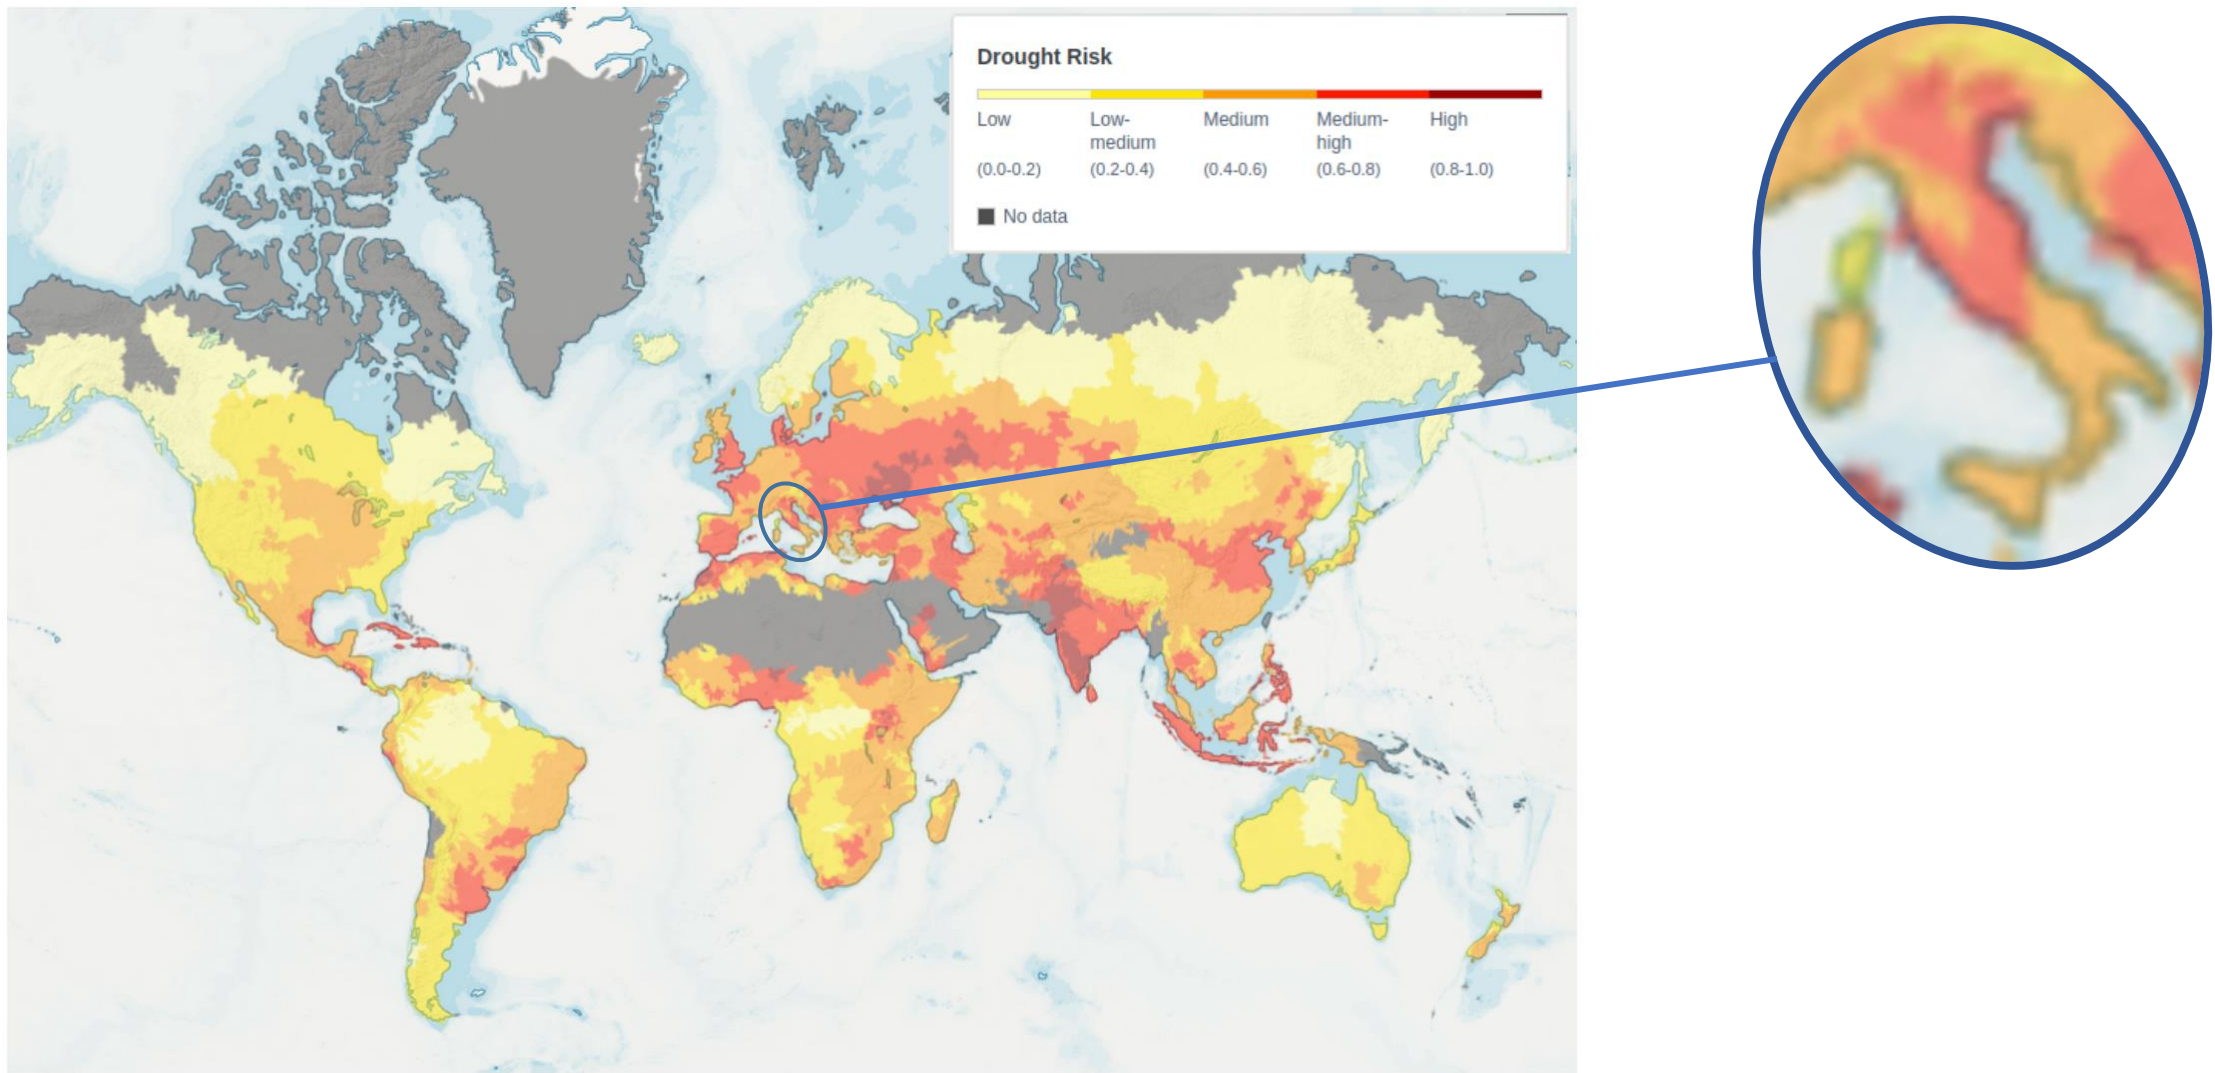 Drought Risk
Low Low-medium Medium Medium-high High
(0.0-0.2) (0.2-0.4) (0.4-0.6) (0.6-0.8) (0.8-1.0)
No data